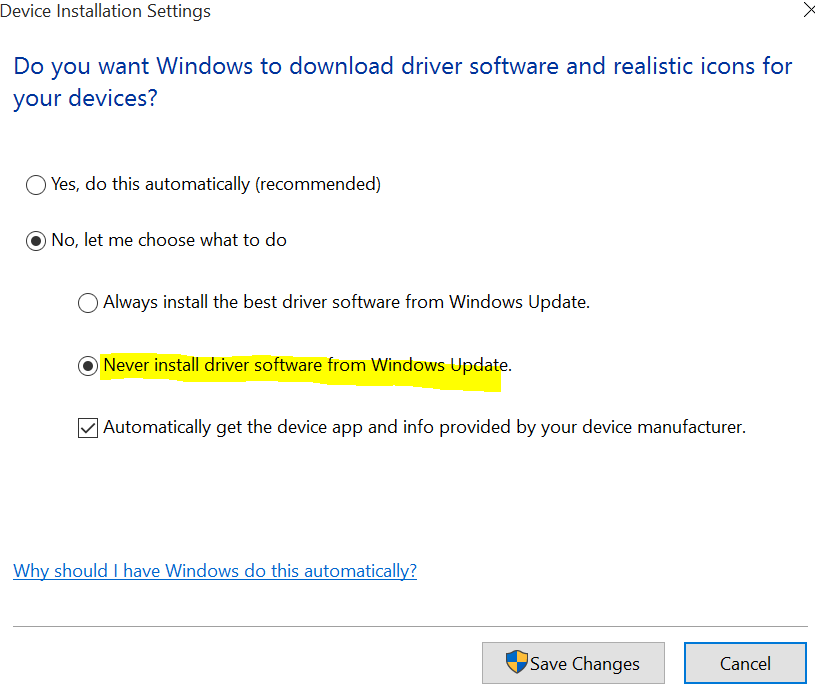 Device Installation Settings
Do you want Windows to download driver software and realistic icons for
your devices?
Yes, do this automatically (recommended)
No, let me choose what to do
Always install the best driver software from Windows Update.
Never install driver software from Windows Update.
Automatically get the device app and info provided by your device manufacturer.
Why should I have Windows do this automatically?
Save Changes
Cancel